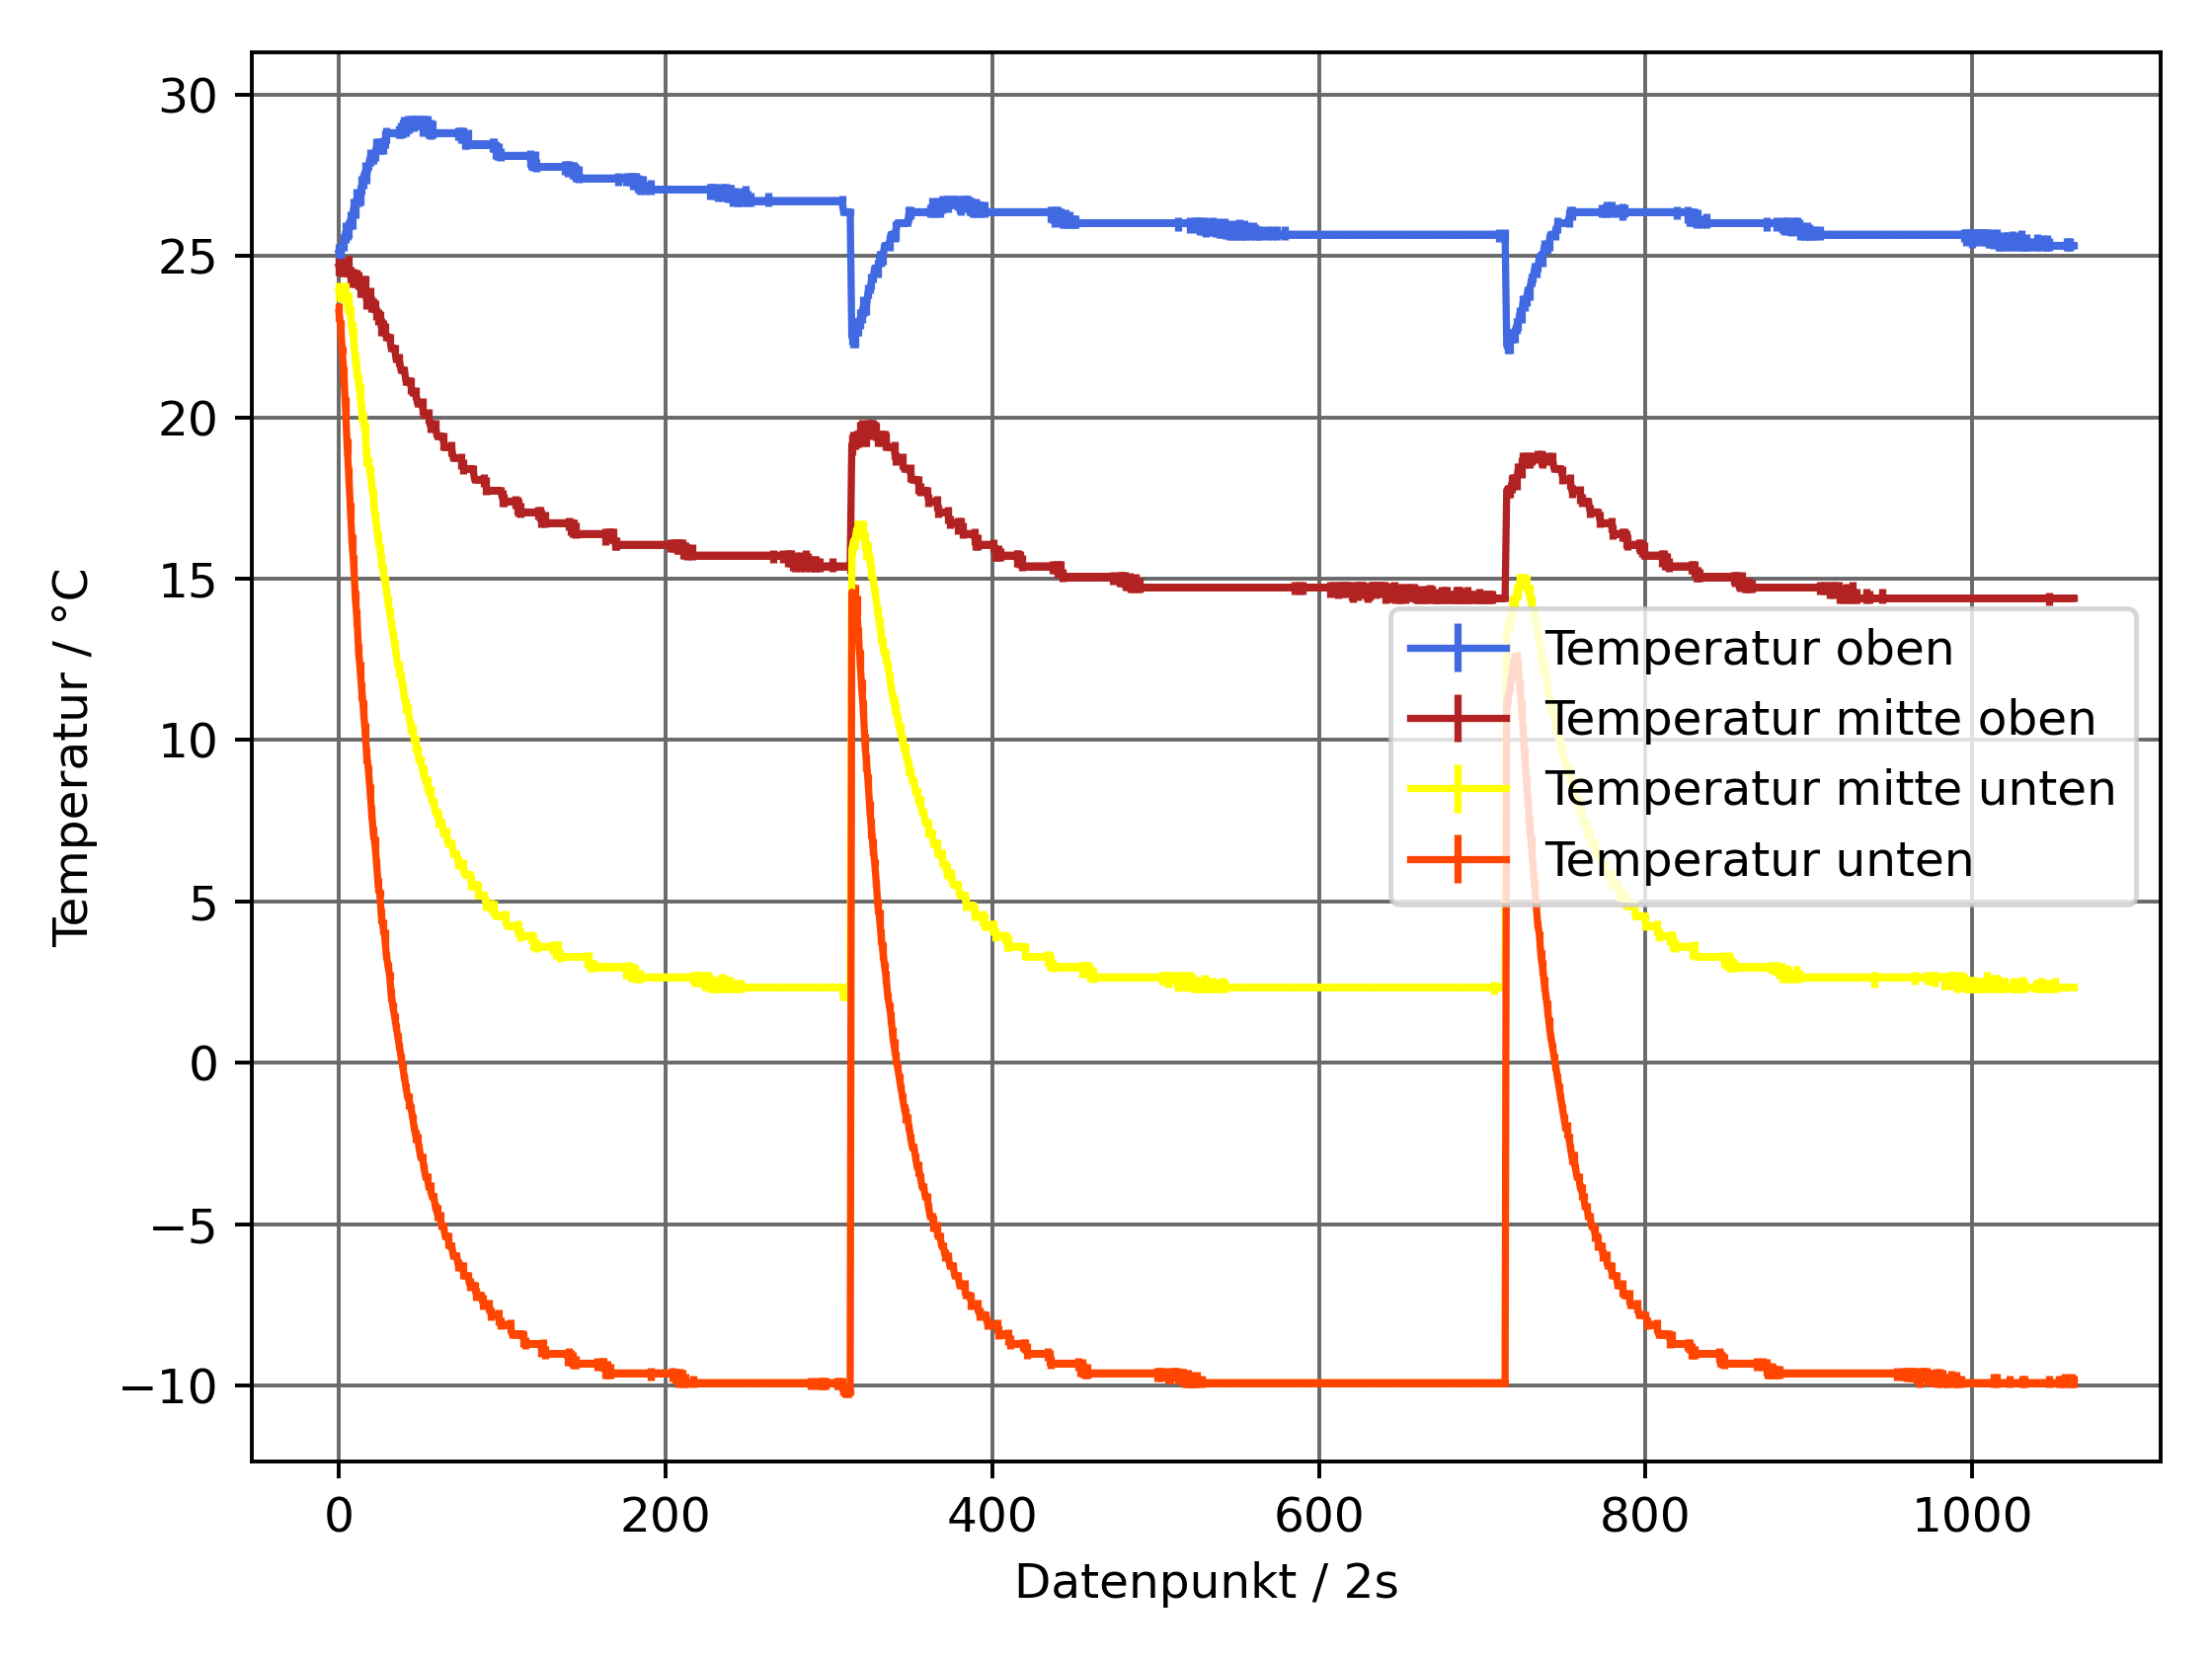 30
25
20
15
10
5
0
−5
−10
Temperatur / °C
0 200 400 600 800 1000
Datenpunkt / 2s
Temperatur oben
Temperatur mitte oben
Temperatur mitte unten
Temperatur unten